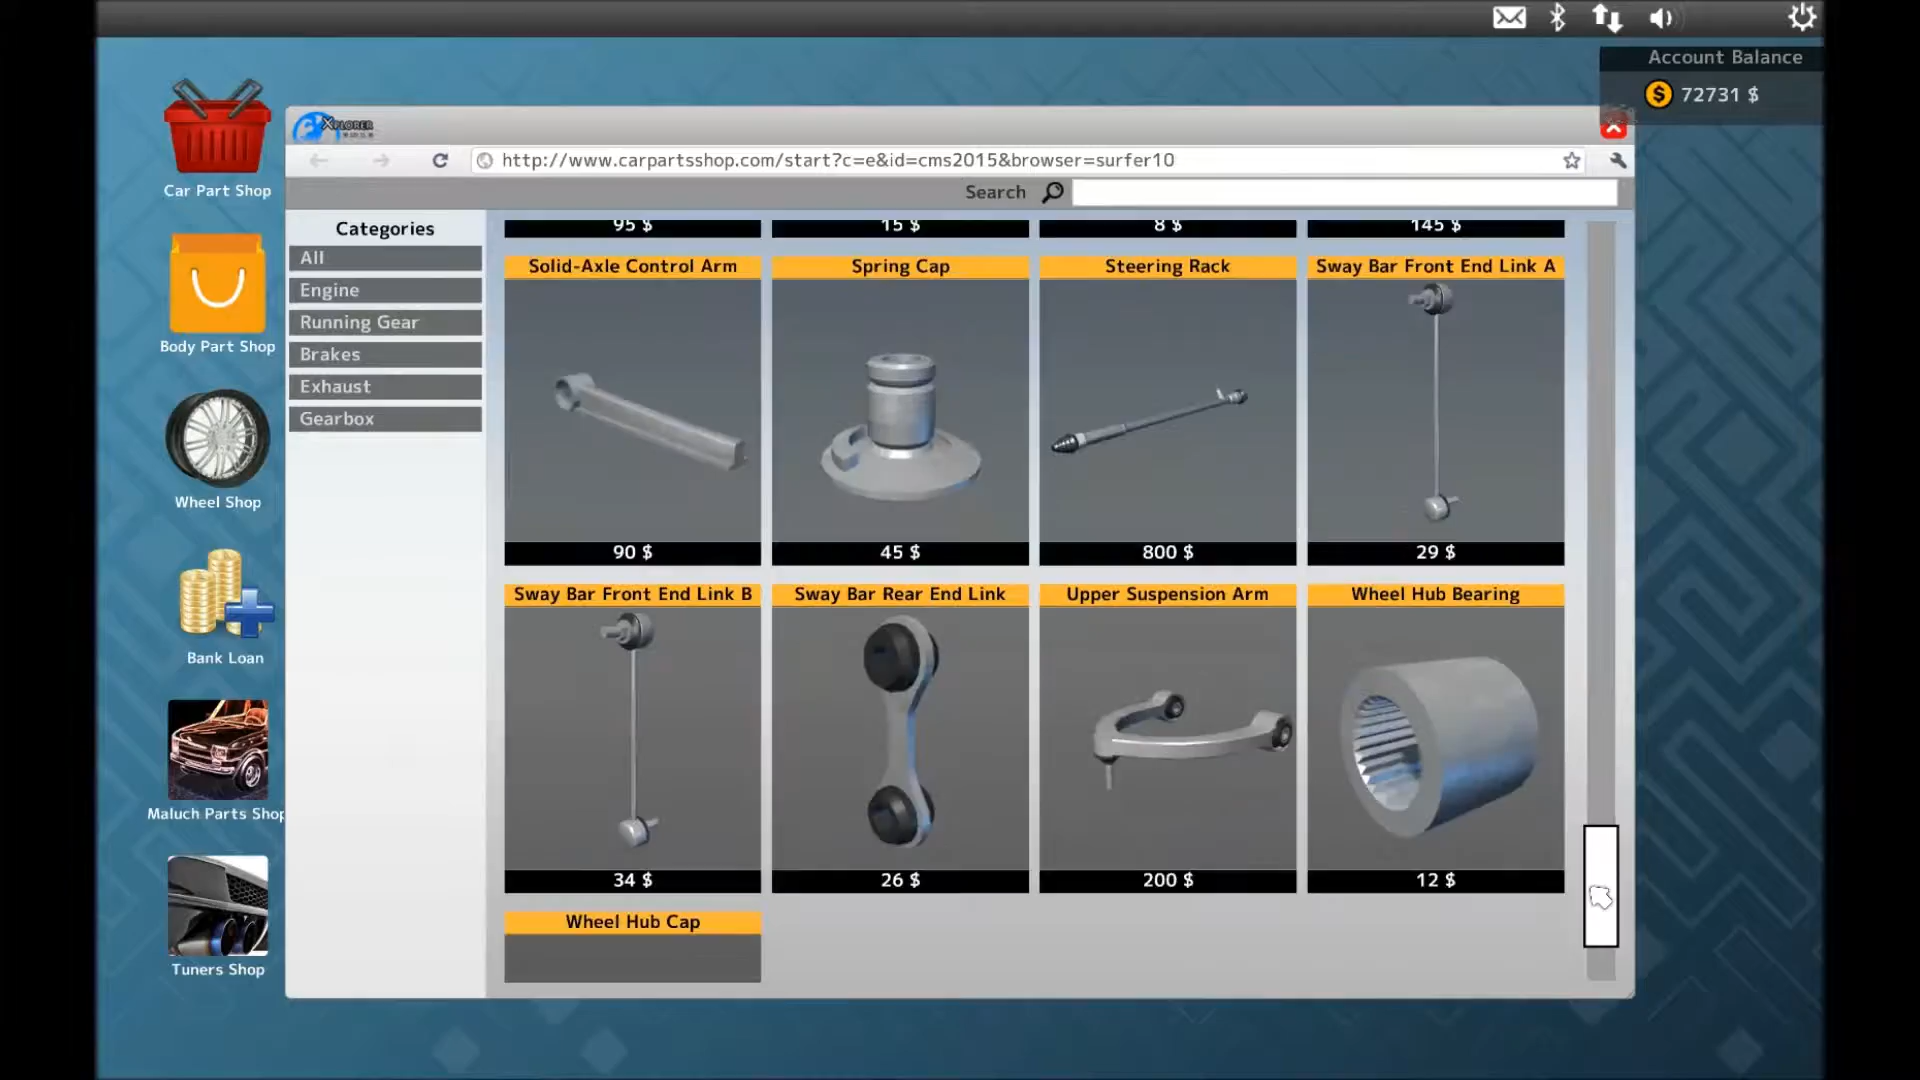 Account Balance
72731 $
XPLORER
http://www.carpartsshop.com/start?c=e&id=cms2015&browser=surfer10
Search
Car Part Shop
Body Part Shop
Wheel Shop
Bank Loan
Maluch Parts Shop
Tuners Shop
Categories
All
Engine
Running Gear
Brakes
Exhaust
Gearbox
95 $
15 $
8 $
145 $
Solid-Axle Control Arm
Spring Cap
Steering Rack
Sway Bar Front End Link A
90 $
45 $
800 $
29 $
Sway Bar Front End Link B
Sway Bar Rear End Link
Upper Suspension Arm
Wheel Hub Bearing
34 $
26 $
200 $
12 $
Wheel Hub Cap